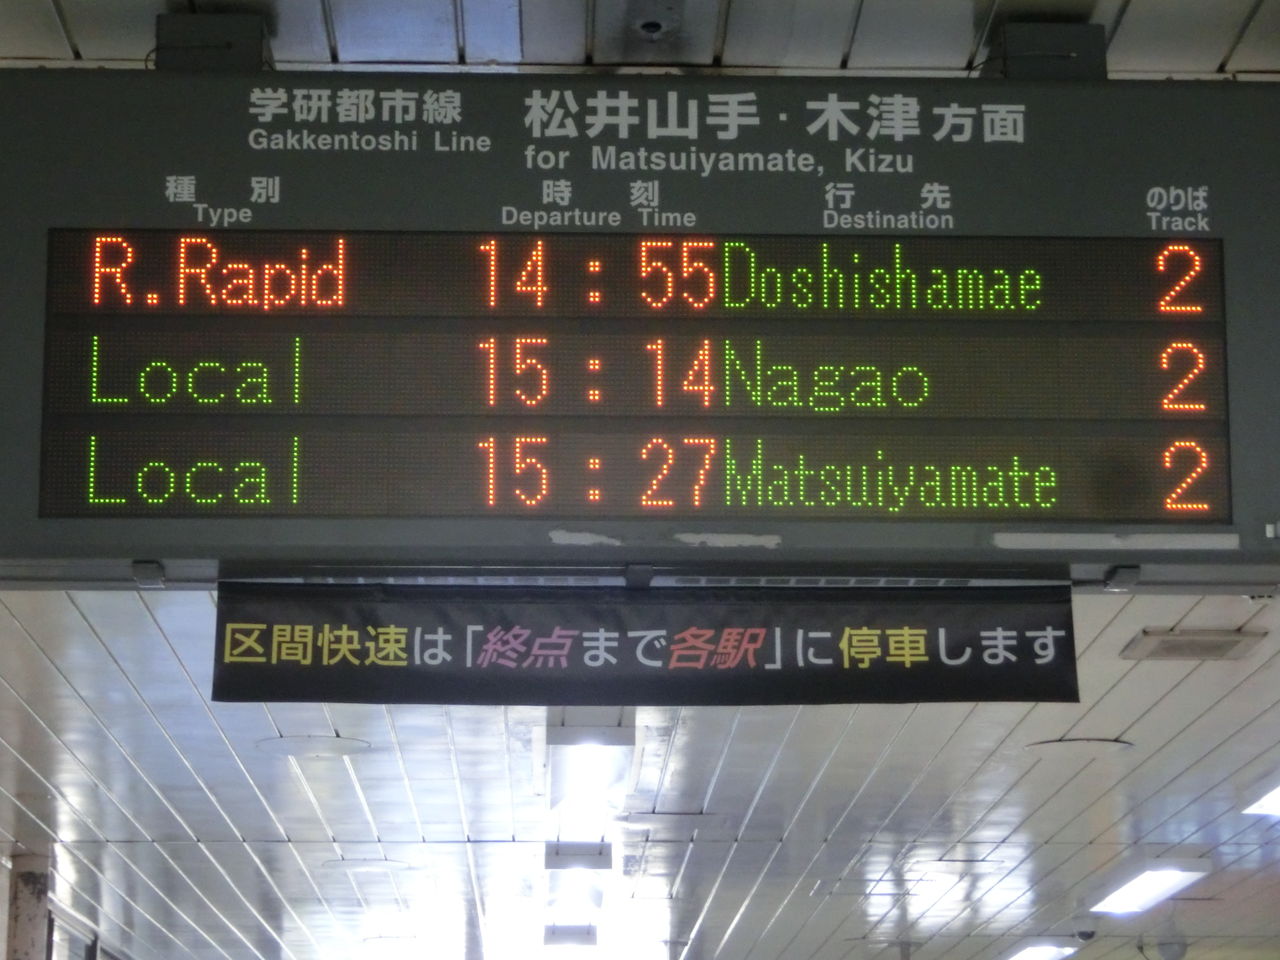 学研都市線 松井山手・木津方面
Gakkentoshi Line for Matsuiyamate, Kizu
種別 時刻 行先 のりば
Type Departure Time Destination Track
R.Rapid 14:55 Doshishamae 2
Local 15:14 Nagao 2
Local 15:27 Matsuiyamate 2
区間快速は「終点まで各駅」に停車します